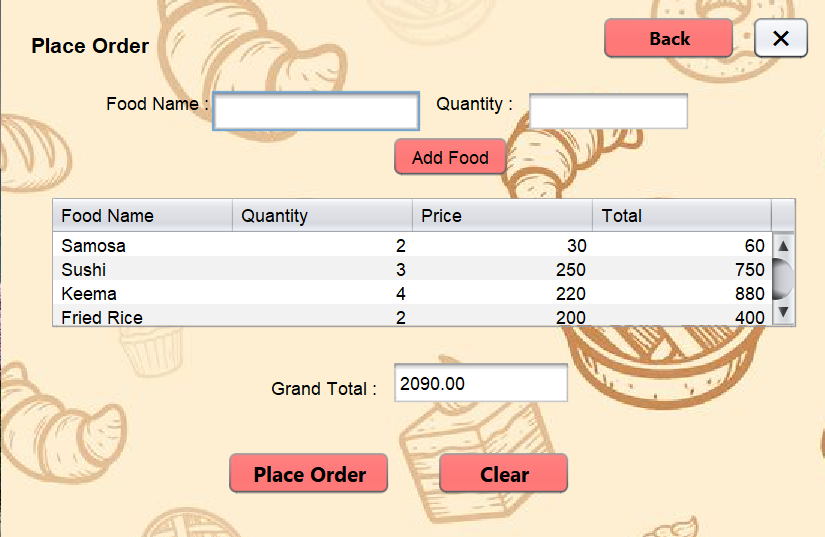 Place Order
Back
✕
Food Name :
Quantity :
Add Food
Food Name Quantity Price Total
Samosa 2 30 60
Sushi 3 250 750
Keema 4 220 880
Fried Rice 2 200 400
Grand Total : 2090.00
Place Order
Clear